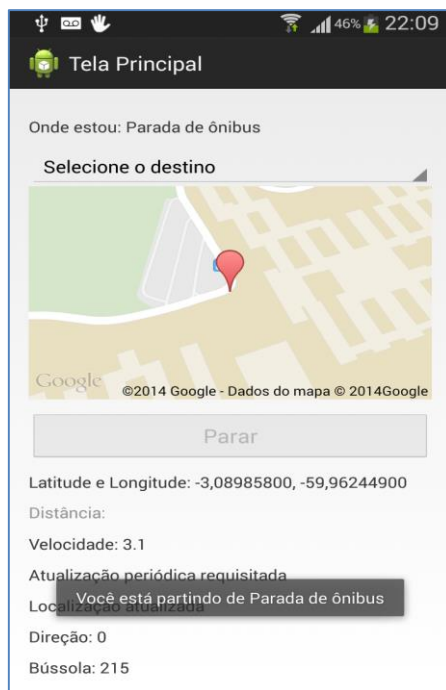 46% 22:09
Tela Principal
Onde estou: Parada de ônibus
Selecione o destino
Google
©2014 Google - Dados do mapa © 2014Google
Parar
Latitude e Longitude: -3,08985800, -59,96244900
Distância:
Velocidade: 3.1
Atualização periódica requisitada
Você está partindo de Parada de ônibus
Localização atualizada
Direção: 0
Bússola: 215